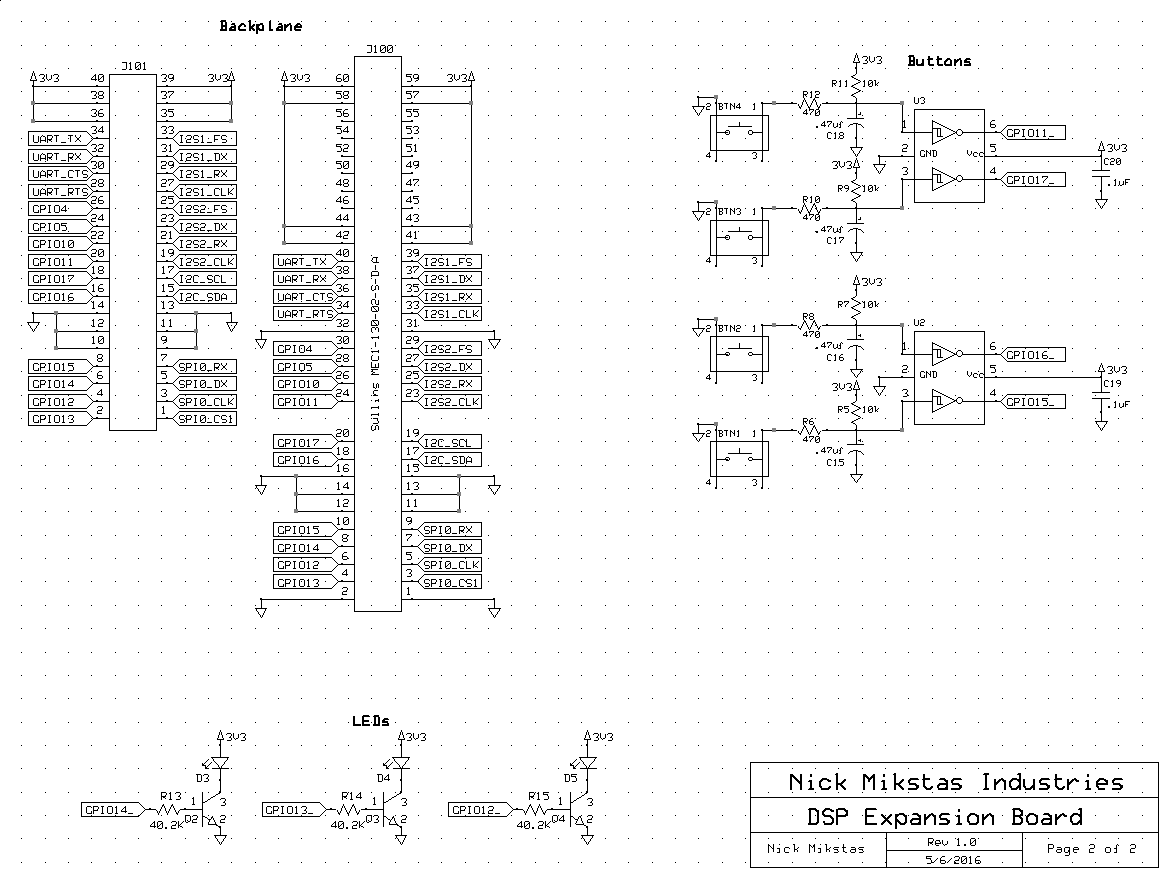 Backplane
J101
3V3
40
39
3V3
38
37
36
35
UART_TX
34
33
I2S1_FS
UART_RX
32
31
I2S1_DX
UART_CTS
30
29
I2S1_RX
UART_RTS
28
27
I2S1_CLK
GPIO4
26
25
I2S2_FS
GPIO5
24
23
I2S2_DX
GPIO10
22
21
I2S2_RX
GPIO11
20
19
I2S2_CLK
GPIO17
18
17
I2C_SCL
GPIO16
16
15
I2C_SDA
14
13
12
11
10
9
8
7
GPIO15
SPI0_RX
6
5
GPIO14
SPI0_DX
4
3
GPIO12
SPI0_CLK
2
1
GPIO13
SPI0_CS1
J100
3V3
60
59
3V3
58
57
56
55
54
53
52
51
50
49
48
47
46
45
44
43
42
41
40
39
UART_TX
I2S1_FS
38
37
UART_RX
I2S1_DX
36
35
UART_CTS
I2S1_RX
34
33
UART_RTS
I2S1_CLK
32
31
30
29
GPIO4
I2S2_FS
28
27
GPIO5
I2S2_DX
26
25
GPIO10
I2S2_RX
24
23
GPIO11
I2S2_CLK
20
19
GPIO17
I2C_SCL
18
17
GPIO16
I2C_SDA
16
15
14
13
12
11
10
9
GPIO15
SPI0_RX
8
7
GPIO14
SPI0_DX
6
5
GPIO12
SPI0_CLK
4
3
GPIO13
SPI0_CS1
2
1
Sullins MEC1-130-02-S-D-A
Buttons
3V3
R11
10k
R12
470
2
BTN4
1
4
3
.47uf
C18
3V3
R9
10k
R10
470
2
BTN3
1
4
3
.47uf
C17
U3
1
6
GPIO11_
2
GND
Vcc
5
3V3
C20
.1uF
3
4
GPIO17_
3V3
R7
10k
R8
470
2
BTN2
1
4
3
.47uf
C16
3V3
R5
10k
R6
470
2
BTN1
1
4
3
.47uf
C15
U2
1
6
GPIO16_
2
GND
Vcc
5
3V3
C19
.1uF
3
4
GPIO15_
LEDs
3V3
D3
R13
GPIO14_
1
3
40.2k
Q2
2
3V3
D4
R14
GPIO13_
1
3
40.2k
Q3
2
3V3
D5
R15
GPIO12_
1
3
40.2k
Q4
2
Nick Mikstas Industries
DSP Expansion Board
Nick Mikstas
Rev 1.0
5/6/2016
Page 2 of 2